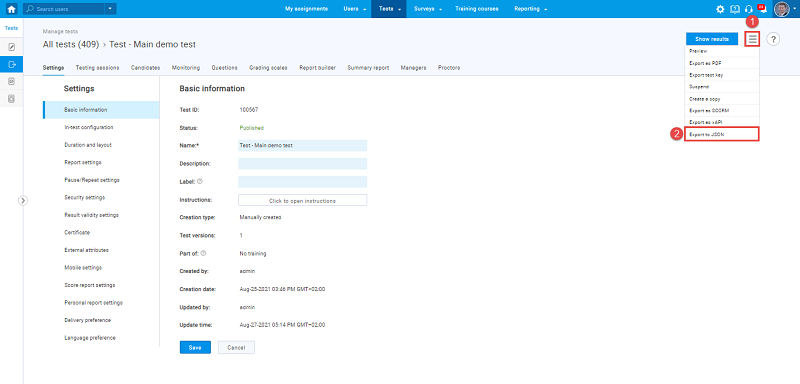 Search users
My assignments
Users
Tests
Surveys
Training courses
Reporting
1
Tests
Manage tests
All tests (409) › Test - Main demo test
Show results
?
Settings
Testing sessions
Candidates
Monitoring
Questions
Grading scales
Report builder
Summary report
Managers
Proctors
Preview
Export as PDF
Export test key
Suspend
Create a copy
Export as SCORM
Export as xAPI
2
Export to JSON
Settings
Basic information
In-test configuration
Duration and layout
Report settings
Pause/Repeat settings
Security settings
Result validity settings
Certificate
External attributes
Mobile settings
Score report settings
Personal report settings
Delivery preference
Language preference
Basic information
Test ID: 100567
Status: Published
Name:* Test - Main demo test
Description:
Label: ?
Instructions: Click to open instructions
Creation type: Manually created
Test versions: 1
Part of: ? No training
Created by: admin
Creation date: Aug-25-2021 03:46 PM GMT+02:00
Updated by: admin
Update time: Aug-27-2021 05:14 PM GMT+02:00
Save
Cancel